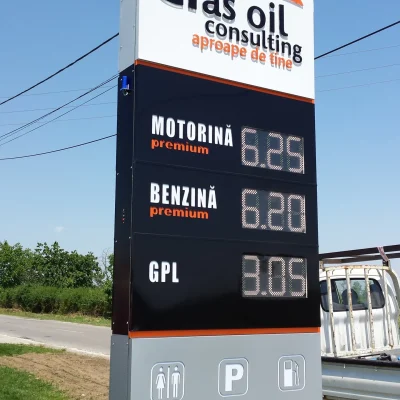 oil
consulting
aproape de tine
MOTORINĂ
premium
6.25
BENZINĂ
premium
6.20
GPL
3.05
P